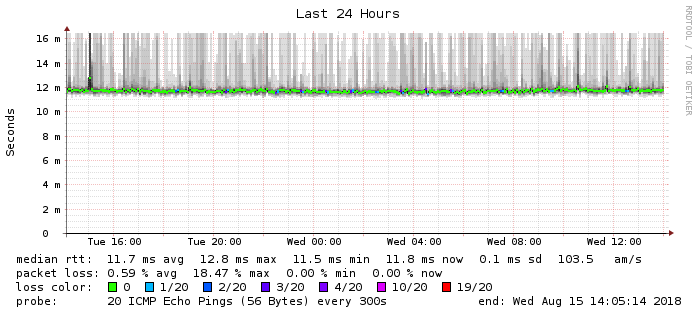 Last 24 Hours
RRDTOOL / TOBI OETIKER
Seconds
16 m
14 m
12 m
10 m
8 m
6 m
4 m
2 m
0
Tue 16:00 Tue 20:00 Wed 00:00 Wed 04:00 Wed 08:00 Wed 12:00
median rtt: 11.7 ms avg 12.8 ms max 11.5 ms min 11.8 ms now 0.1 ms sd 103.5 am/s
packet loss: 0.59 % avg 18.47 % max 0.00 % min 0.00 % now
loss color: 0 1/20 2/20 3/20 4/20 10/20 19/20
probe: 20 ICMP Echo Pings (56 Bytes) every 300s end: Wed Aug 15 14:05:14 2018